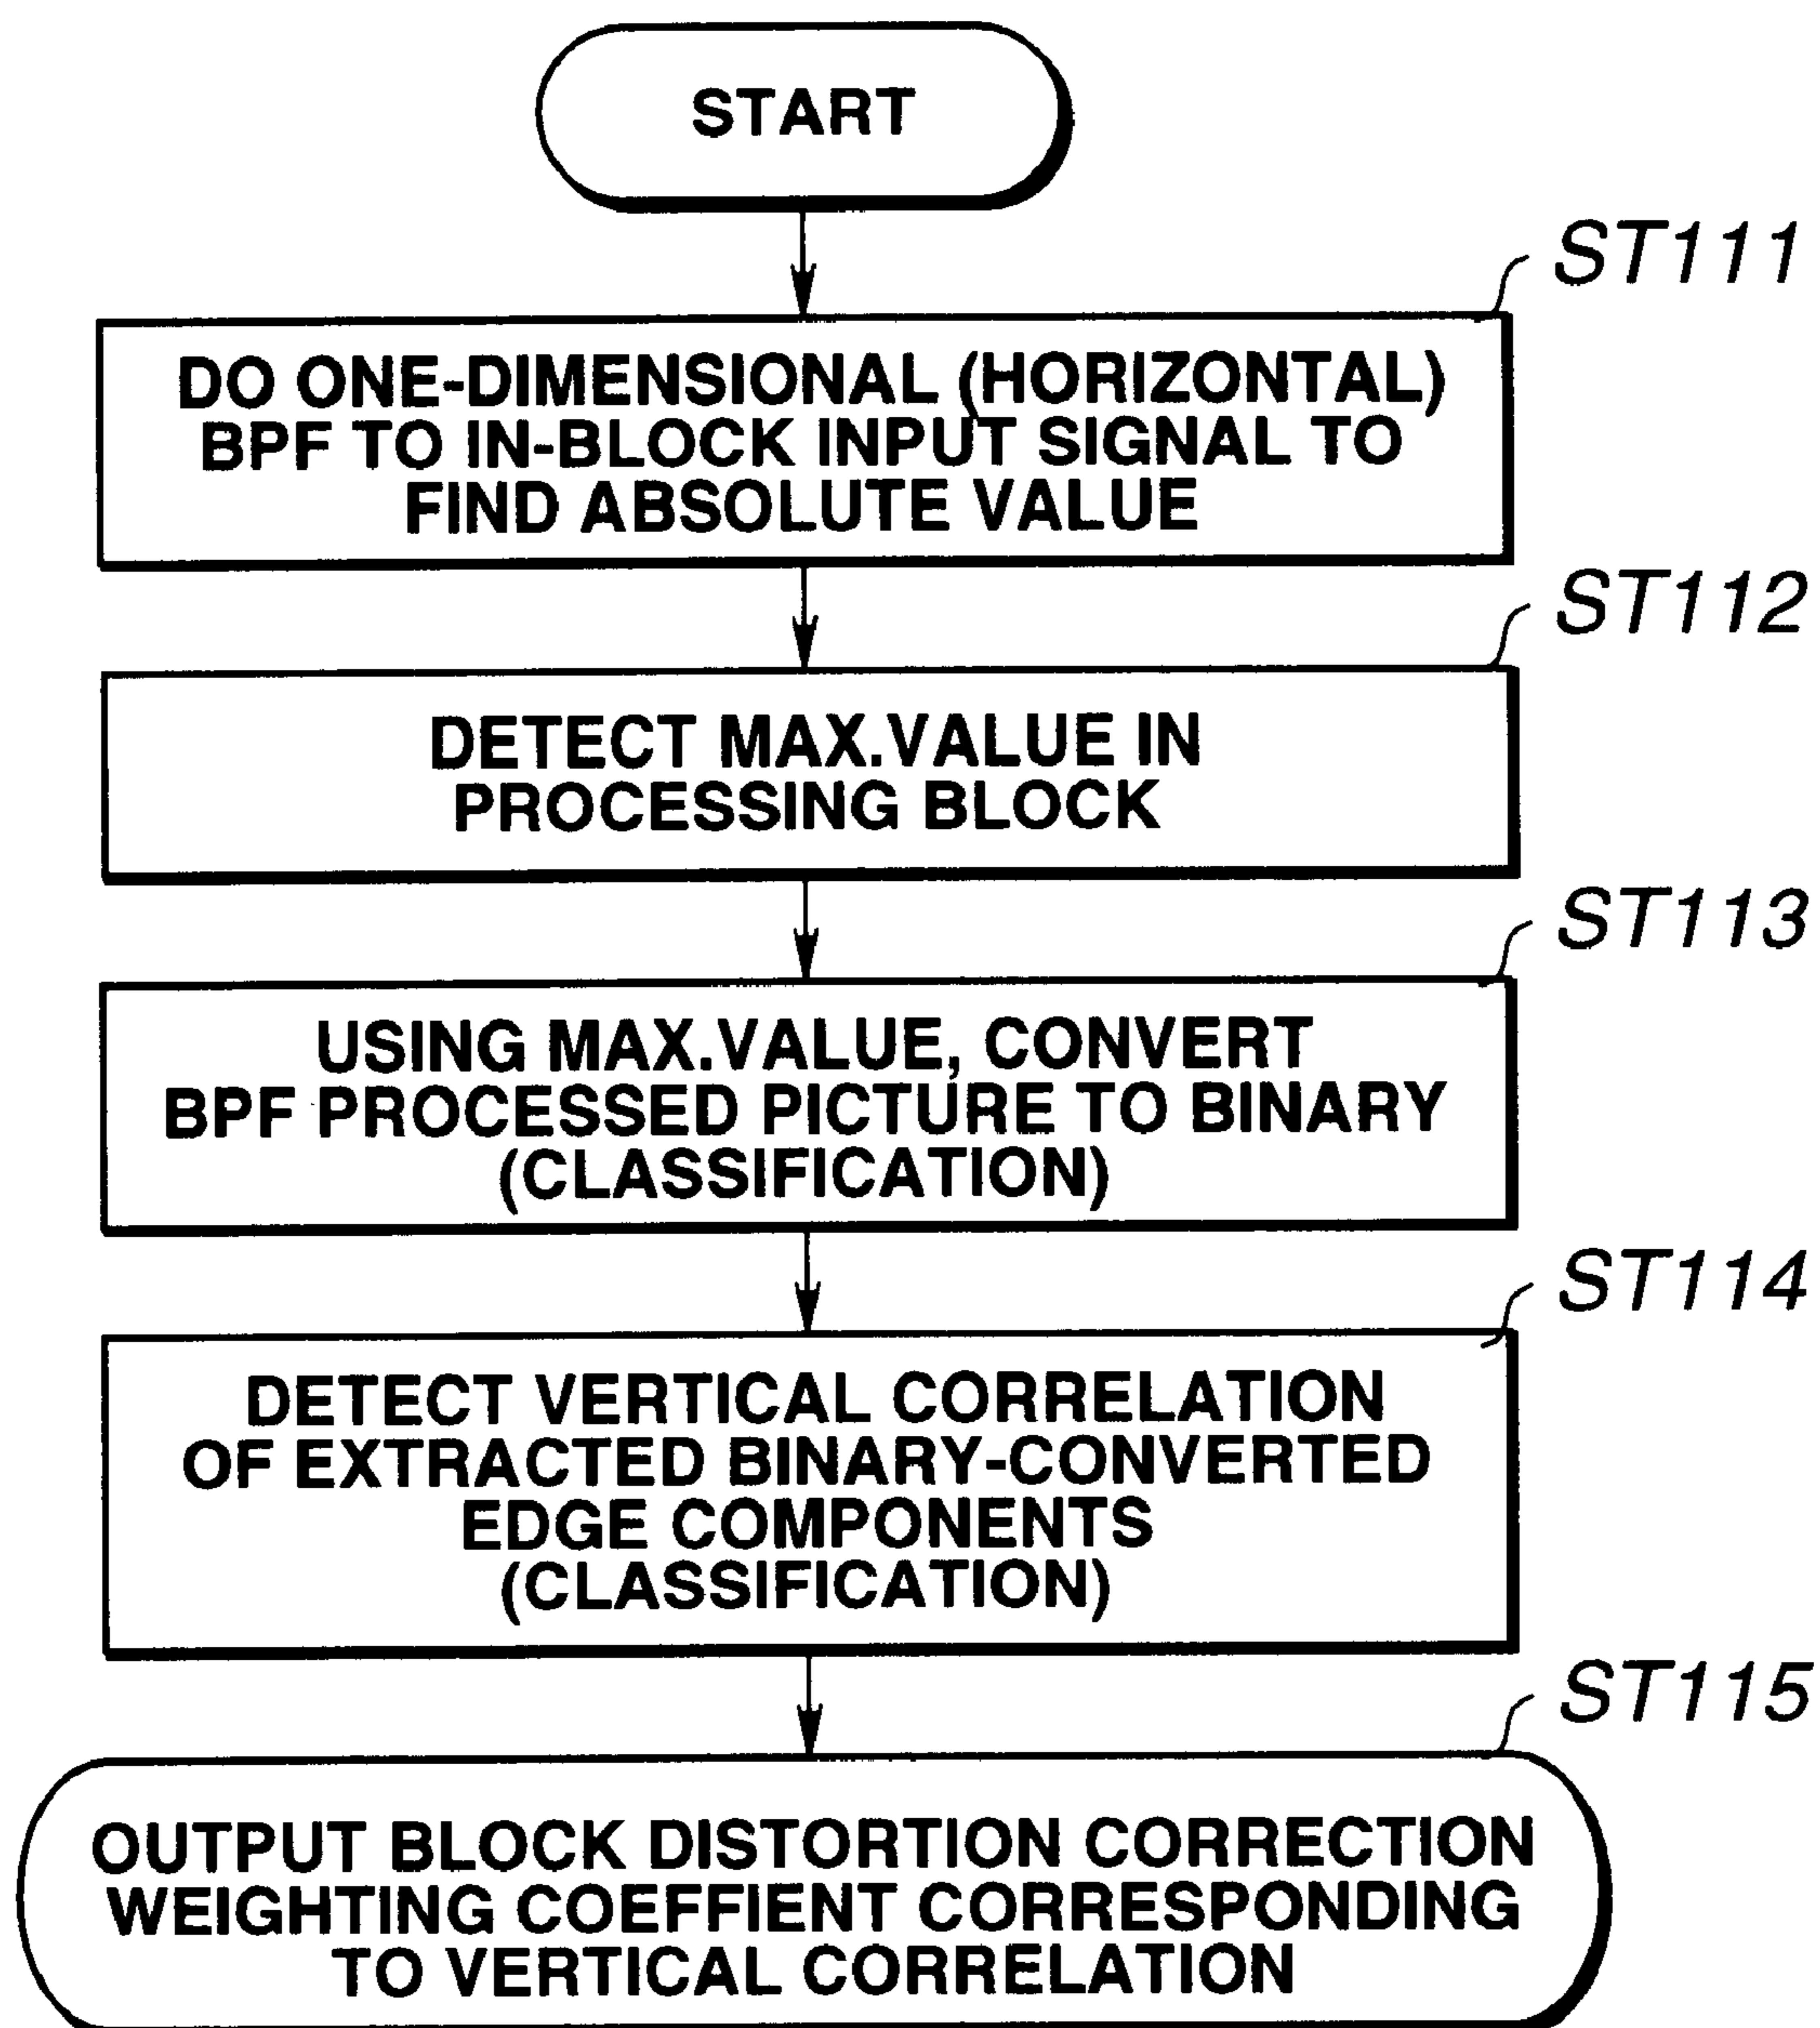 START
ST111
DO ONE-DIMENSIONAL (HORIZONTAL)
BPF TO IN-BLOCK INPUT SIGNAL TO
FIND ABSOLUTE VALUE
ST112
DETECT MAX.VALUE IN
PROCESSING BLOCK
ST113
USING MAX.VALUE, CONVERT
BPF PROCESSED PICTURE TO BINARY
(CLASSIFICATION)
ST114
DETECT VERTICAL CORRELATION
OF EXTRACTED BINARY-CONVERTED
EDGE COMPONENTS
(CLASSIFICATION)
ST115
OUTPUT BLOCK DISTORTION CORRECTION
WEIGHTING COEFFIENT CORRESPONDING
TO VERTICAL CORRELATION